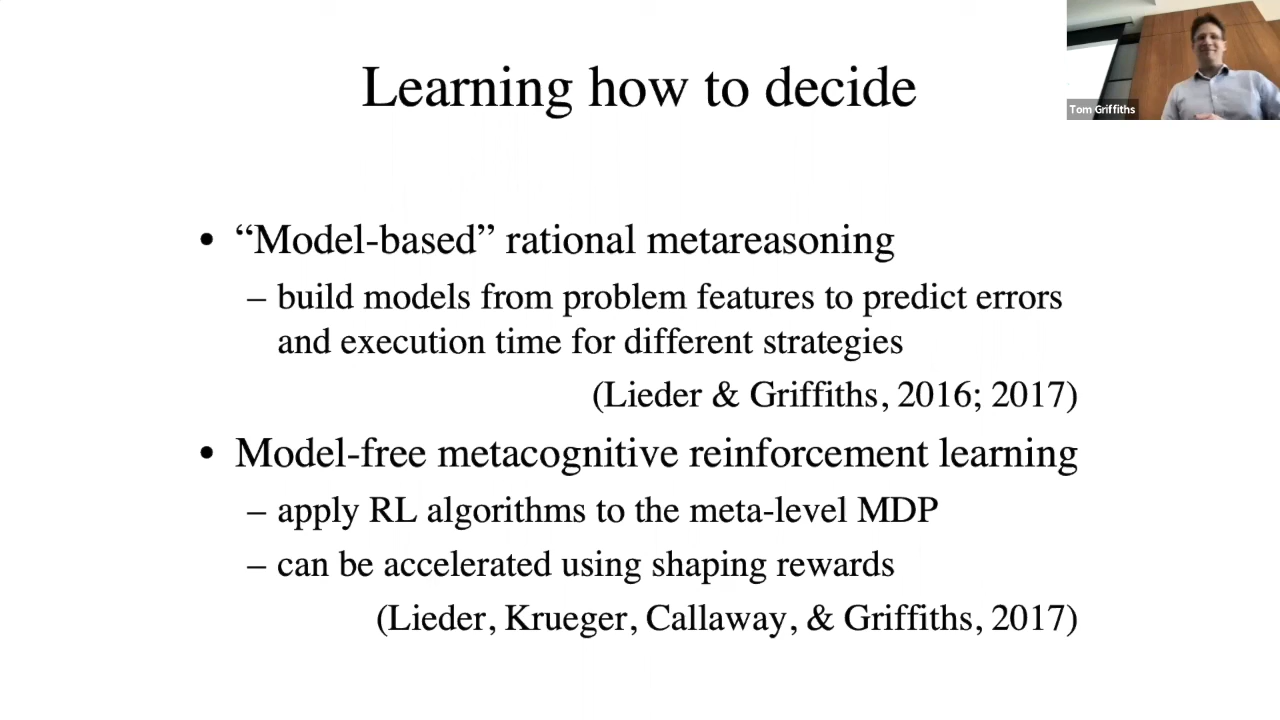 Learning how to decide
Tom Griffiths
• “Model-based” rational metareasoning
– build models from problem features to predict errors
and execution time for different strategies
(Lieder & Griffiths, 2016; 2017)
• Model-free metacognitive reinforcement learning
– apply RL algorithms to the meta-level MDP
– can be accelerated using shaping rewards
(Lieder, Krueger, Callaway, & Griffiths, 2017)